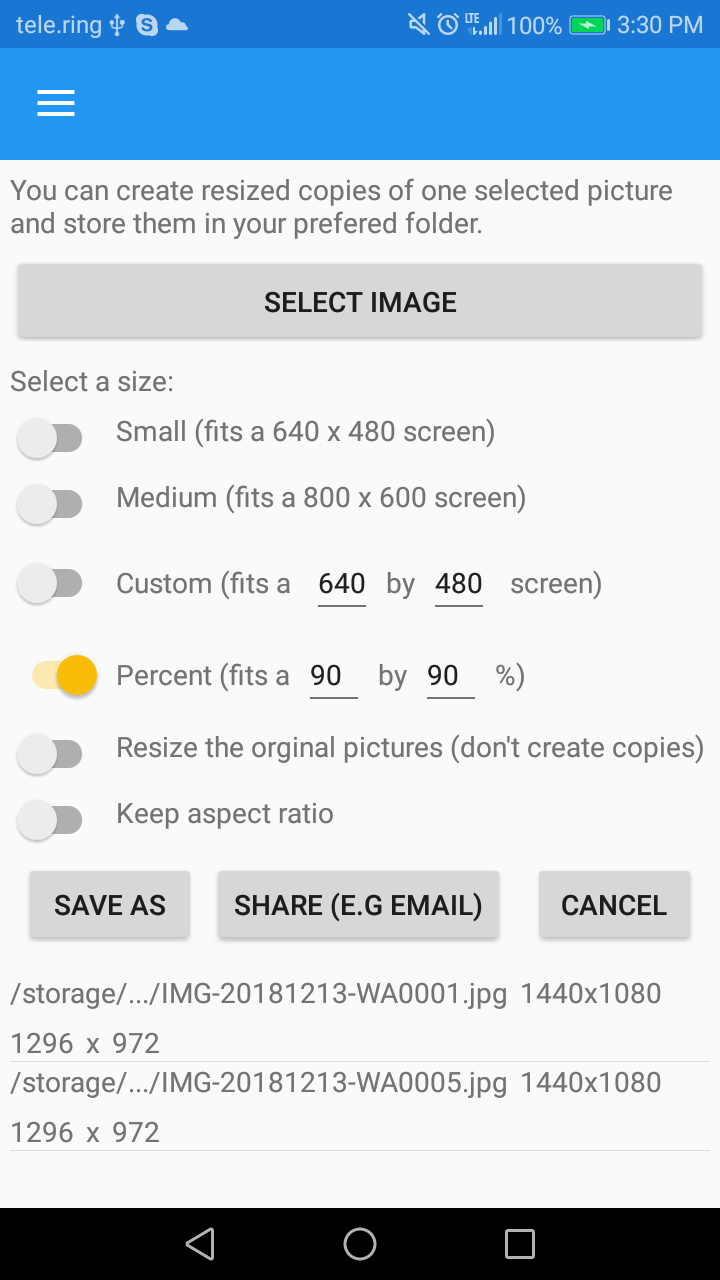 tele.ring LTE 100% 3:30 PM
You can create resized copies of one selected picture
and store them in your prefered folder.
SELECT IMAGE
Select a size:
Small (fits a 640 x 480 screen)
Medium (fits a 800 x 600 screen)
Custom (fits a 640 by 480 screen)
Percent (fits a 90 by 90 %)
Resize the orginal pictures (don't create copies)
Keep aspect ratio
SAVE AS SHARE (E.G EMAIL) CANCEL
/storage/.../IMG-20181213-WA0001.jpg 1440x1080
1296 x 972
/storage/.../IMG-20181213-WA0005.jpg 1440x1080
1296 x 972